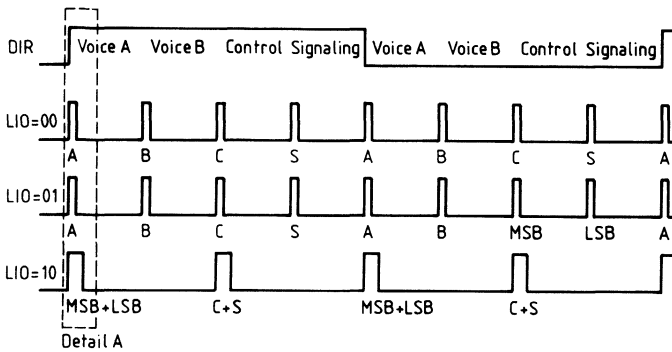 DIR Voice A Voice B Control Signaling Voice A Voice B Control Signaling
LIO=00
A B C S A B C S A
LIO=01
A B C S A B MSB LSB A
LIO=10
MSB+LSB C+S MSB+LSB C+S
Detail A